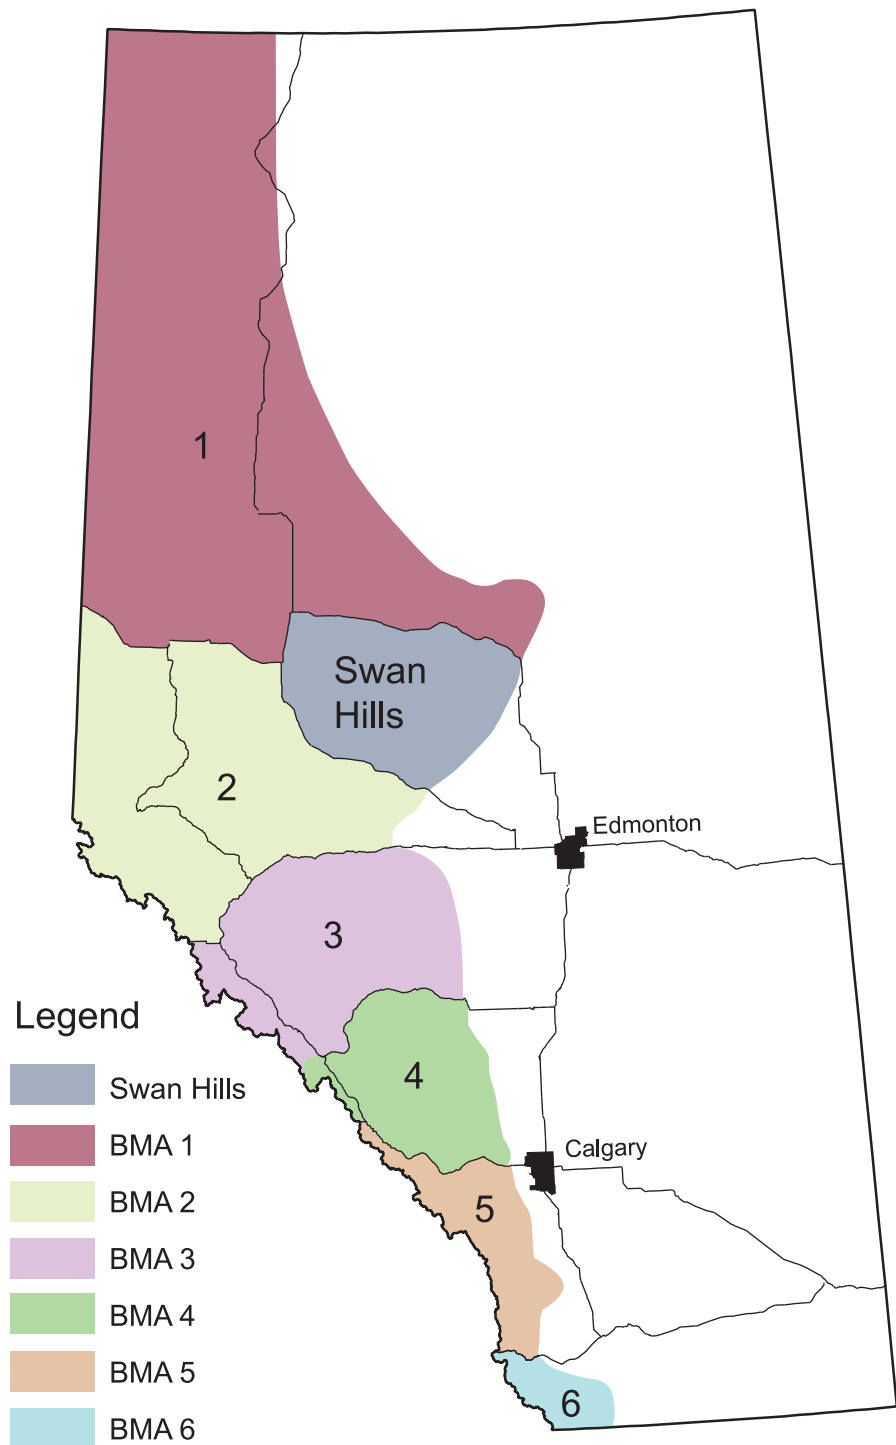 1
Swan
Hills
2
Edmonton
3
Legend
4
Swan Hills
BMA 1
Calgary
BMA 2
5
BMA 3
BMA 4
BMA 5
6
BMA 6